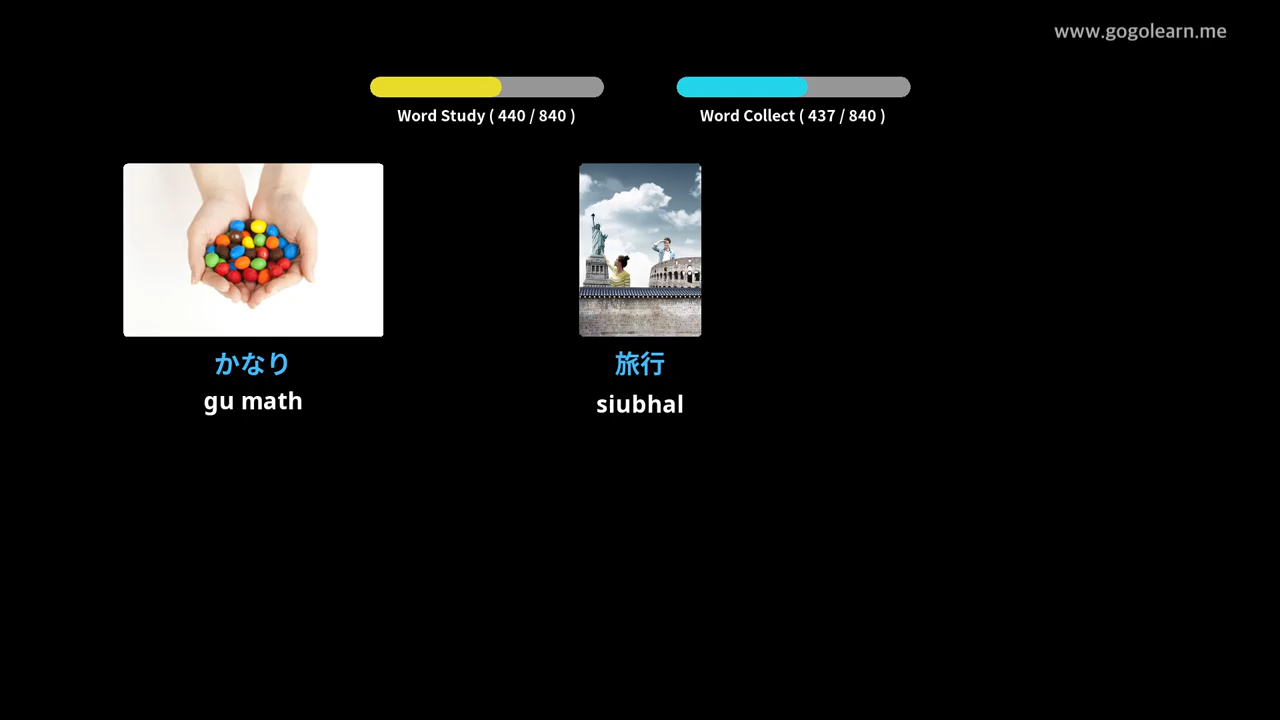 www.gogolearn.me
Word Study ( 440 / 840 )
Word Collect ( 437 / 840 )
かなり
gu math
旅行
siubhal